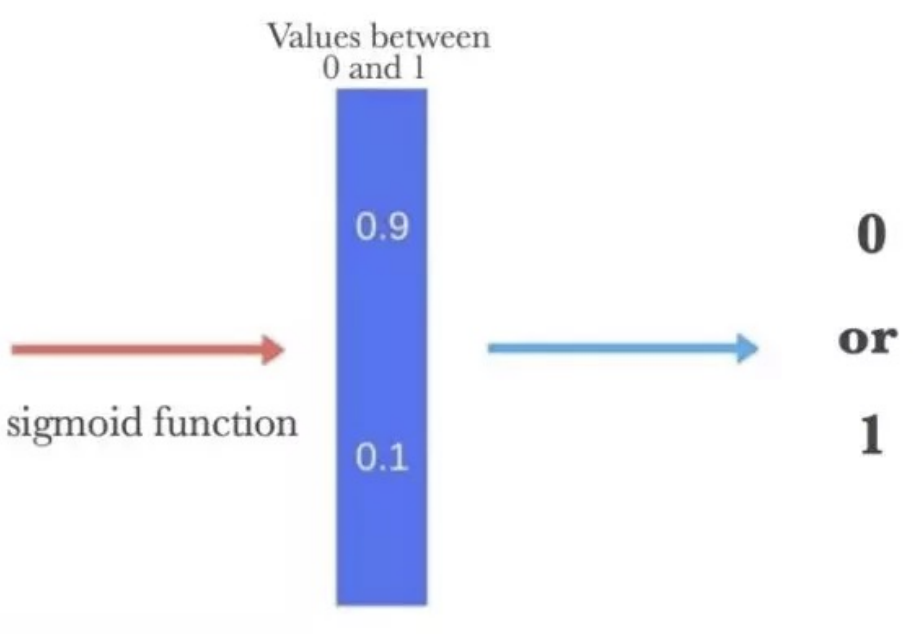 Values between
0 and 1
0.9
0
or
sigmoid function
0.1
1